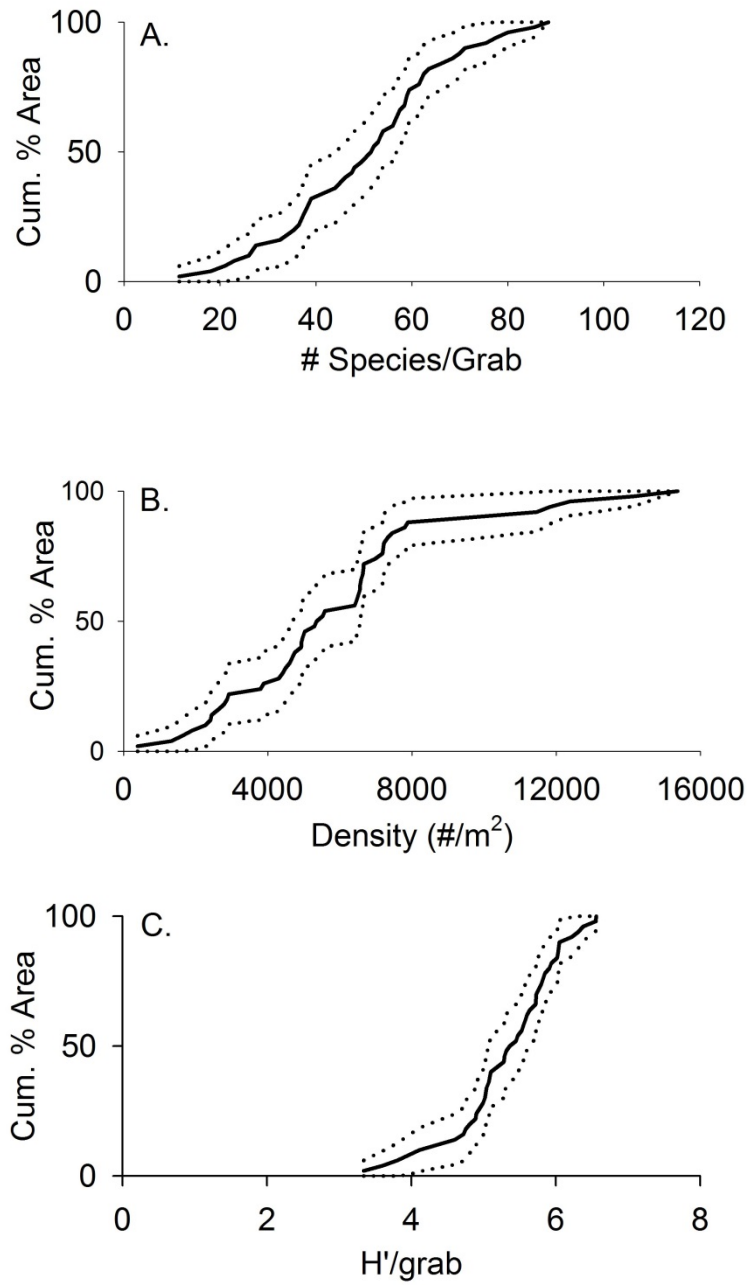 A.
100
50
0
Cum. % Area
0 20 40 60 80 100 120
# Species/Grab
B.
100
50
0
Cum. % Area
0 4000 8000 12000 16000
Density (#/m²)
C.
100
50
0
Cum. % Area
0 2 4 6 8
H'/grab